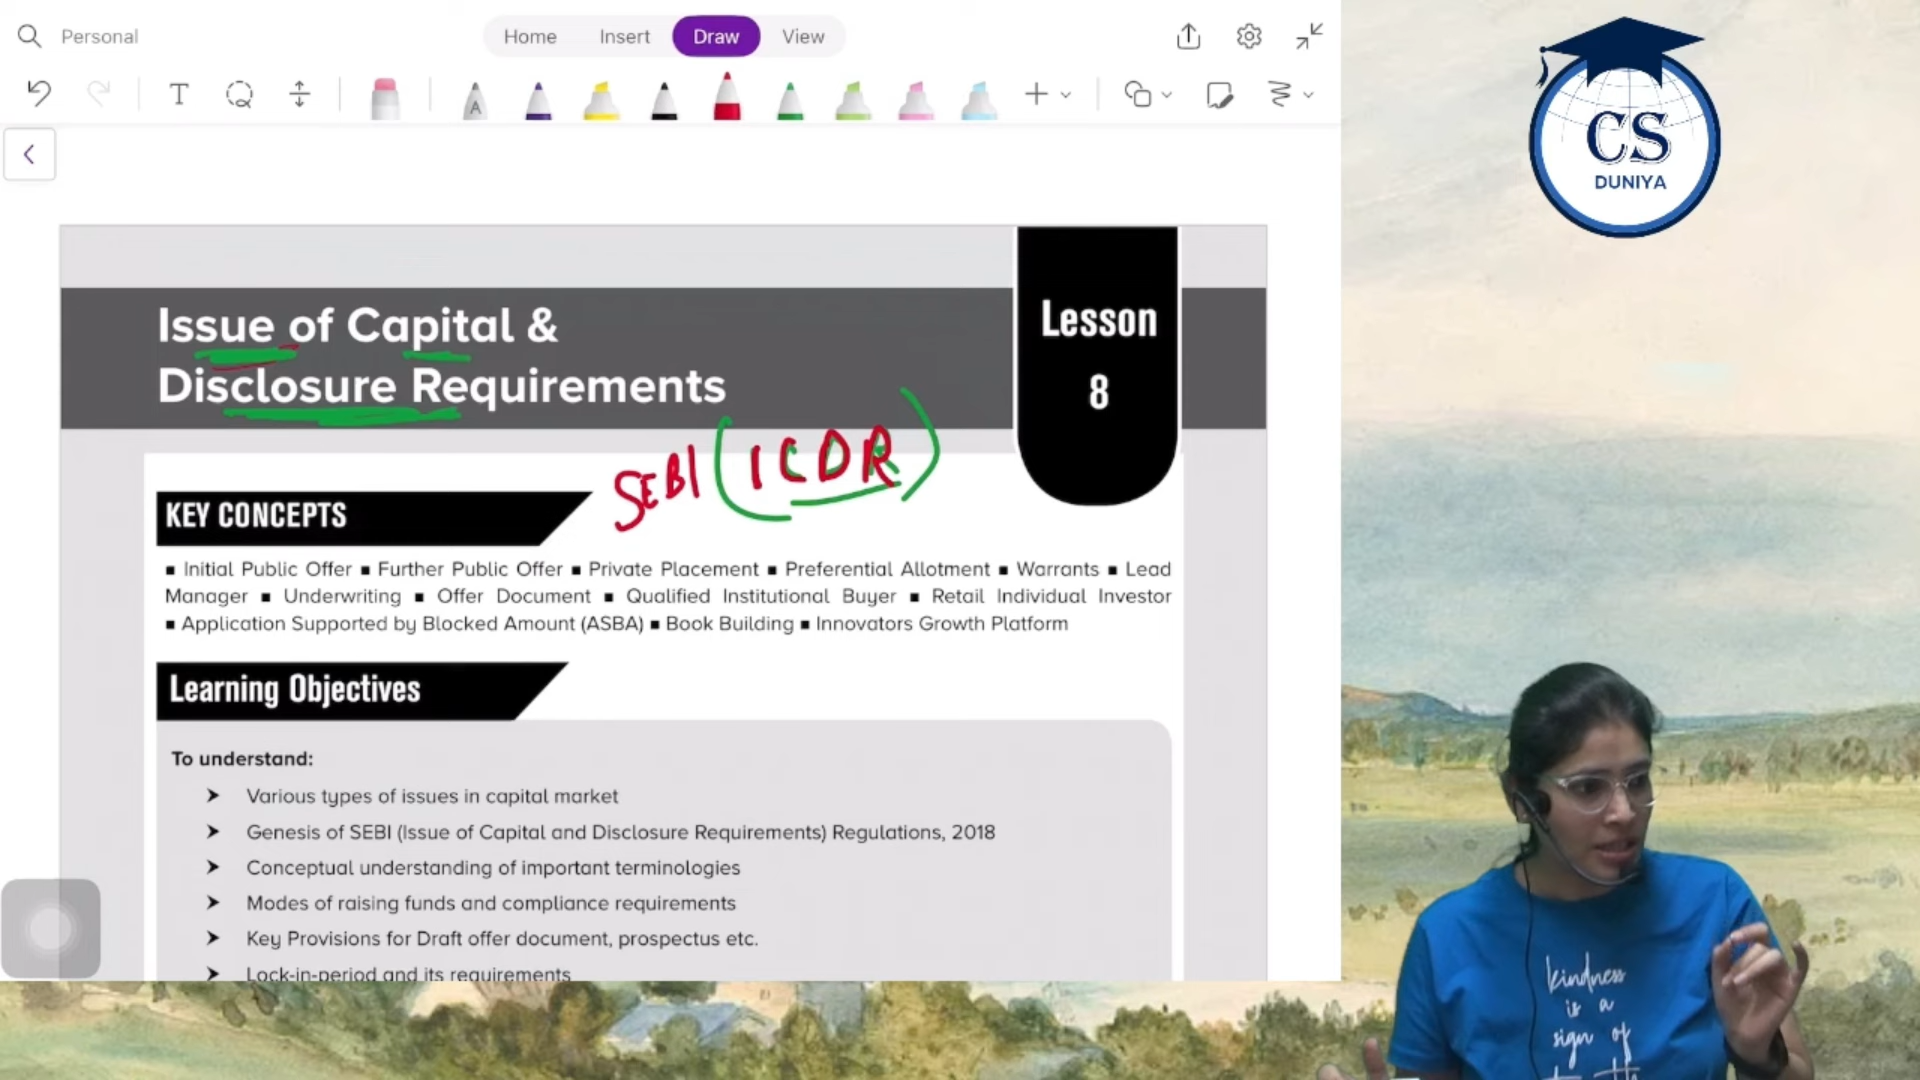 Personal
Home Insert Draw View
T
A
CS
DUNIYA
Issue of Capital &
Disclosure Requirements
Lesson
8
SEBI (ICDR)
KEY CONCEPTS
▪ Initial Public Offer ▪ Further Public Offer ▪ Private Placement ▪ Preferential Allotment ▪ Warrants ▪ Lead
Manager ▪ Underwriting ▪ Offer Document ▪ Qualified Institutional Buyer ▪ Retail Individual Investor
▪ Application Supported by Blocked Amount (ASBA) ▪ Book Building ▪ Innovators Growth Platform
Learning Objectives
To understand:
➤ Various types of issues in capital market
➤ Genesis of SEBI (Issue of Capital and Disclosure Requirements) Regulations, 2018
➤ Conceptual understanding of important terminologies
➤ Modes of raising funds and compliance requirements
➤ Key Provisions for Draft offer document, prospectus etc.
➤ Lock-in-period and its requirements
kindness
is a
sign of